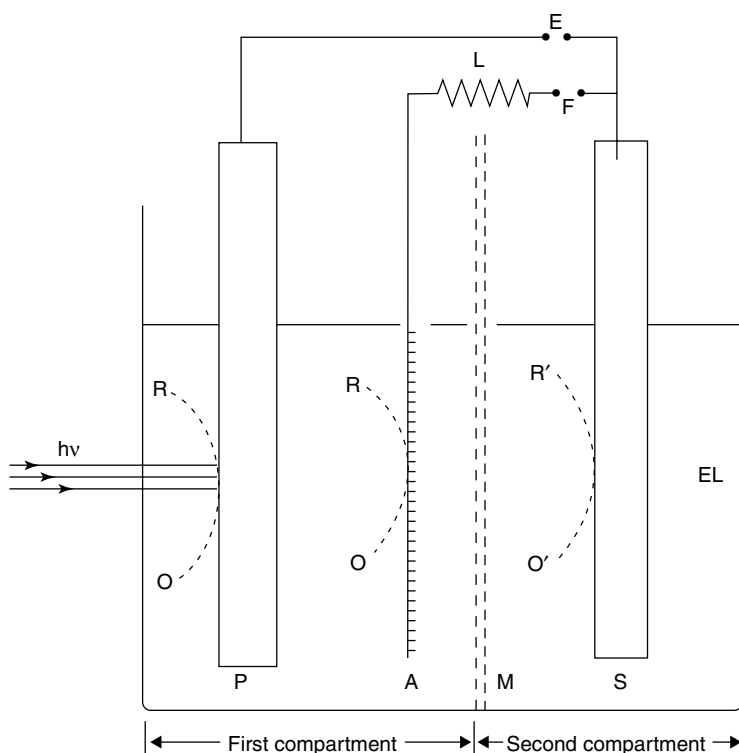 E
L
F
R
R
R′
hν
EL
O
O
O′
P
A
M
S
First compartment
Second compartment